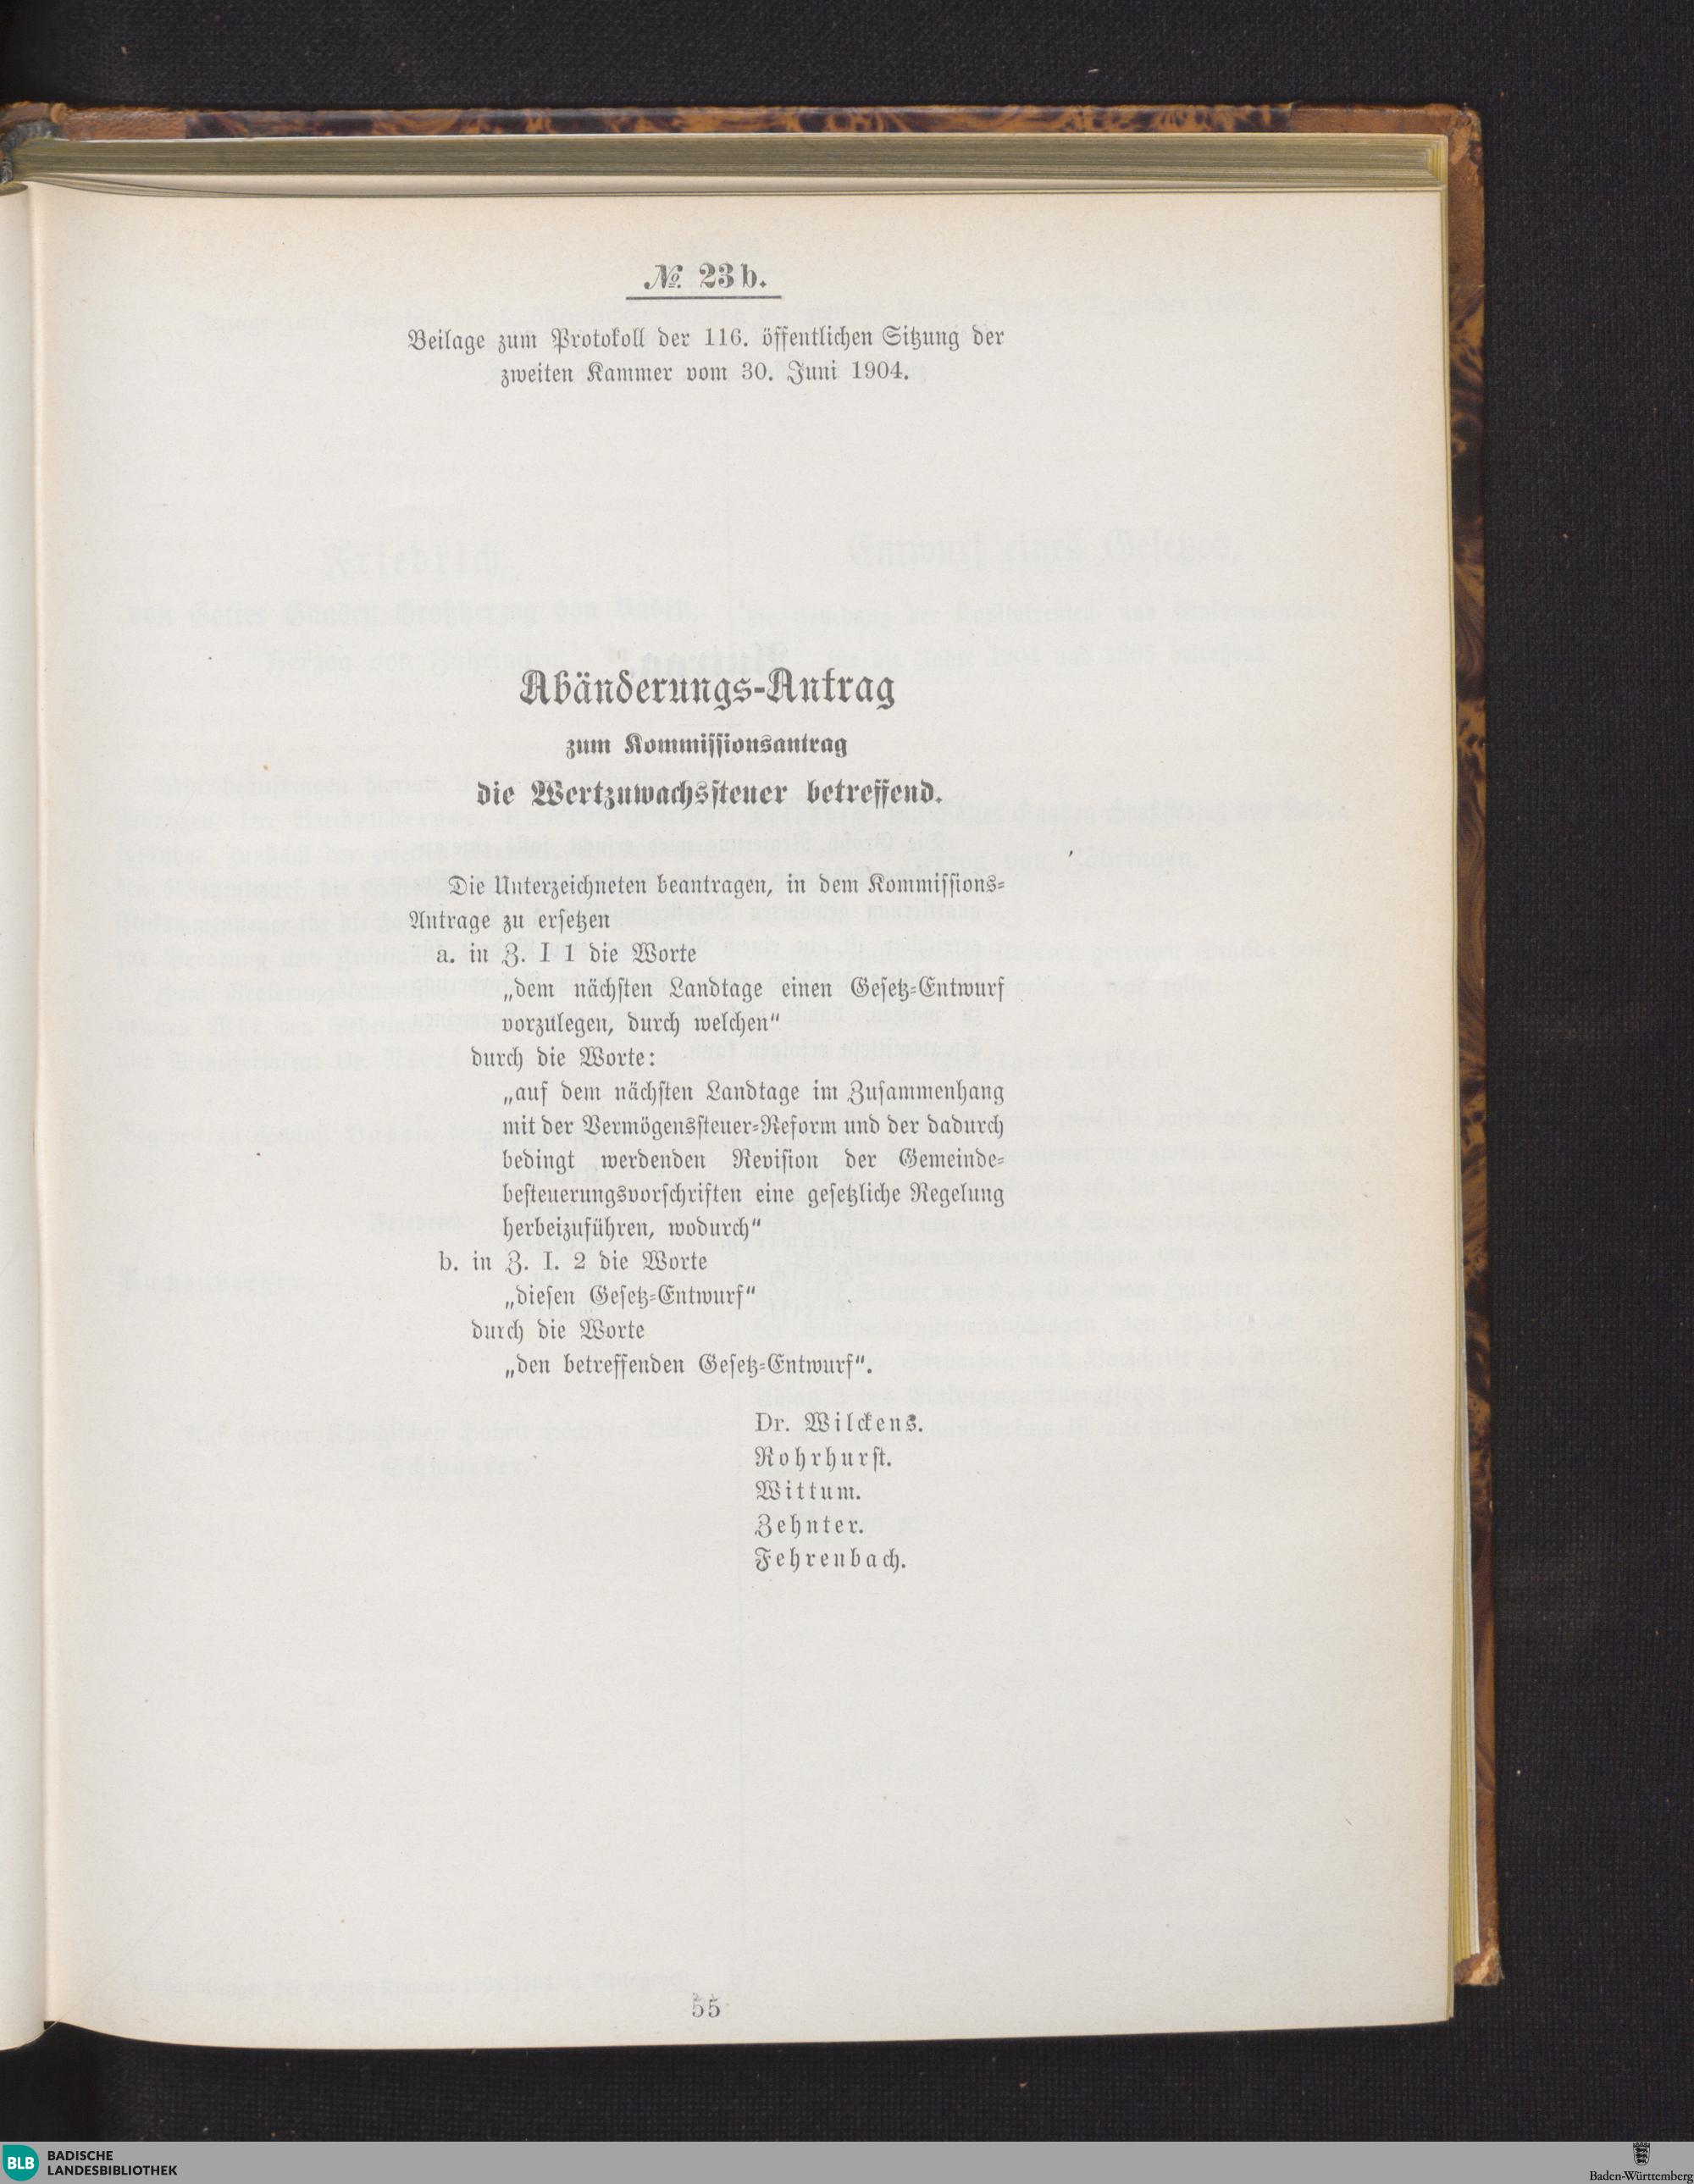 № 23b.
Beilage zum Protokoll der 116. öffentlichen Sitzung der
zweiten Kammer vom 30. Juni 1904.
Abänderungs-Antrag
zum Kommissionsantrag
die Wertzuwachssteuer betreffend.
Die Unterzeichneten beantragen, in dem Kommissions-
Antrage zu ersetzen
a. in Z. I 1 die Worte
„dem nächsten Landtage einen Gesetz-Entwurf
vorzulegen, durch welchen“
durch die Worte:
„auf dem nächsten Landtage im Zusammenhang
mit der Vermögenssteuer-Reform und der dadurch
bedingt werdenden Revision der Gemeinde-
besteuerungsvorschriften eine gesetzliche Regelung
herbeizuführen, wodurch“
b. in Z. I. 2 die Worte
„diesen Gesetz-Entwurf“
durch die Worte
„den betreffenden Gesetz-Entwurf“.
Dr. Wilckens.
Rohrhurst.
Wittum.
Zehnter.
Fehrenbach.
55
BLB BADISCHE
LANDESBIBLIOTHEK
Baden-Württemberg